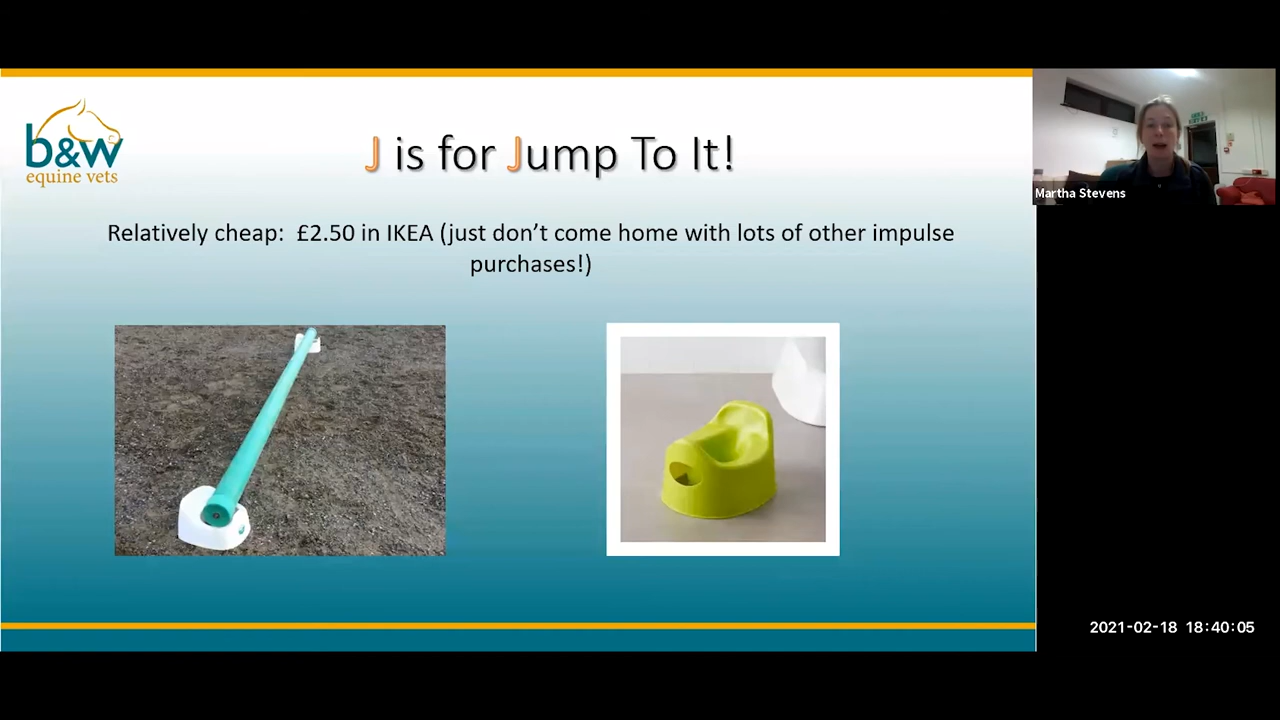 b&w
equine vets
J is for Jump To It!
Relatively cheap:  £2.50 in IKEA (just don't come home with lots of other impulse
purchases!)
Martha Stevens
2021-02-18 18:40:05